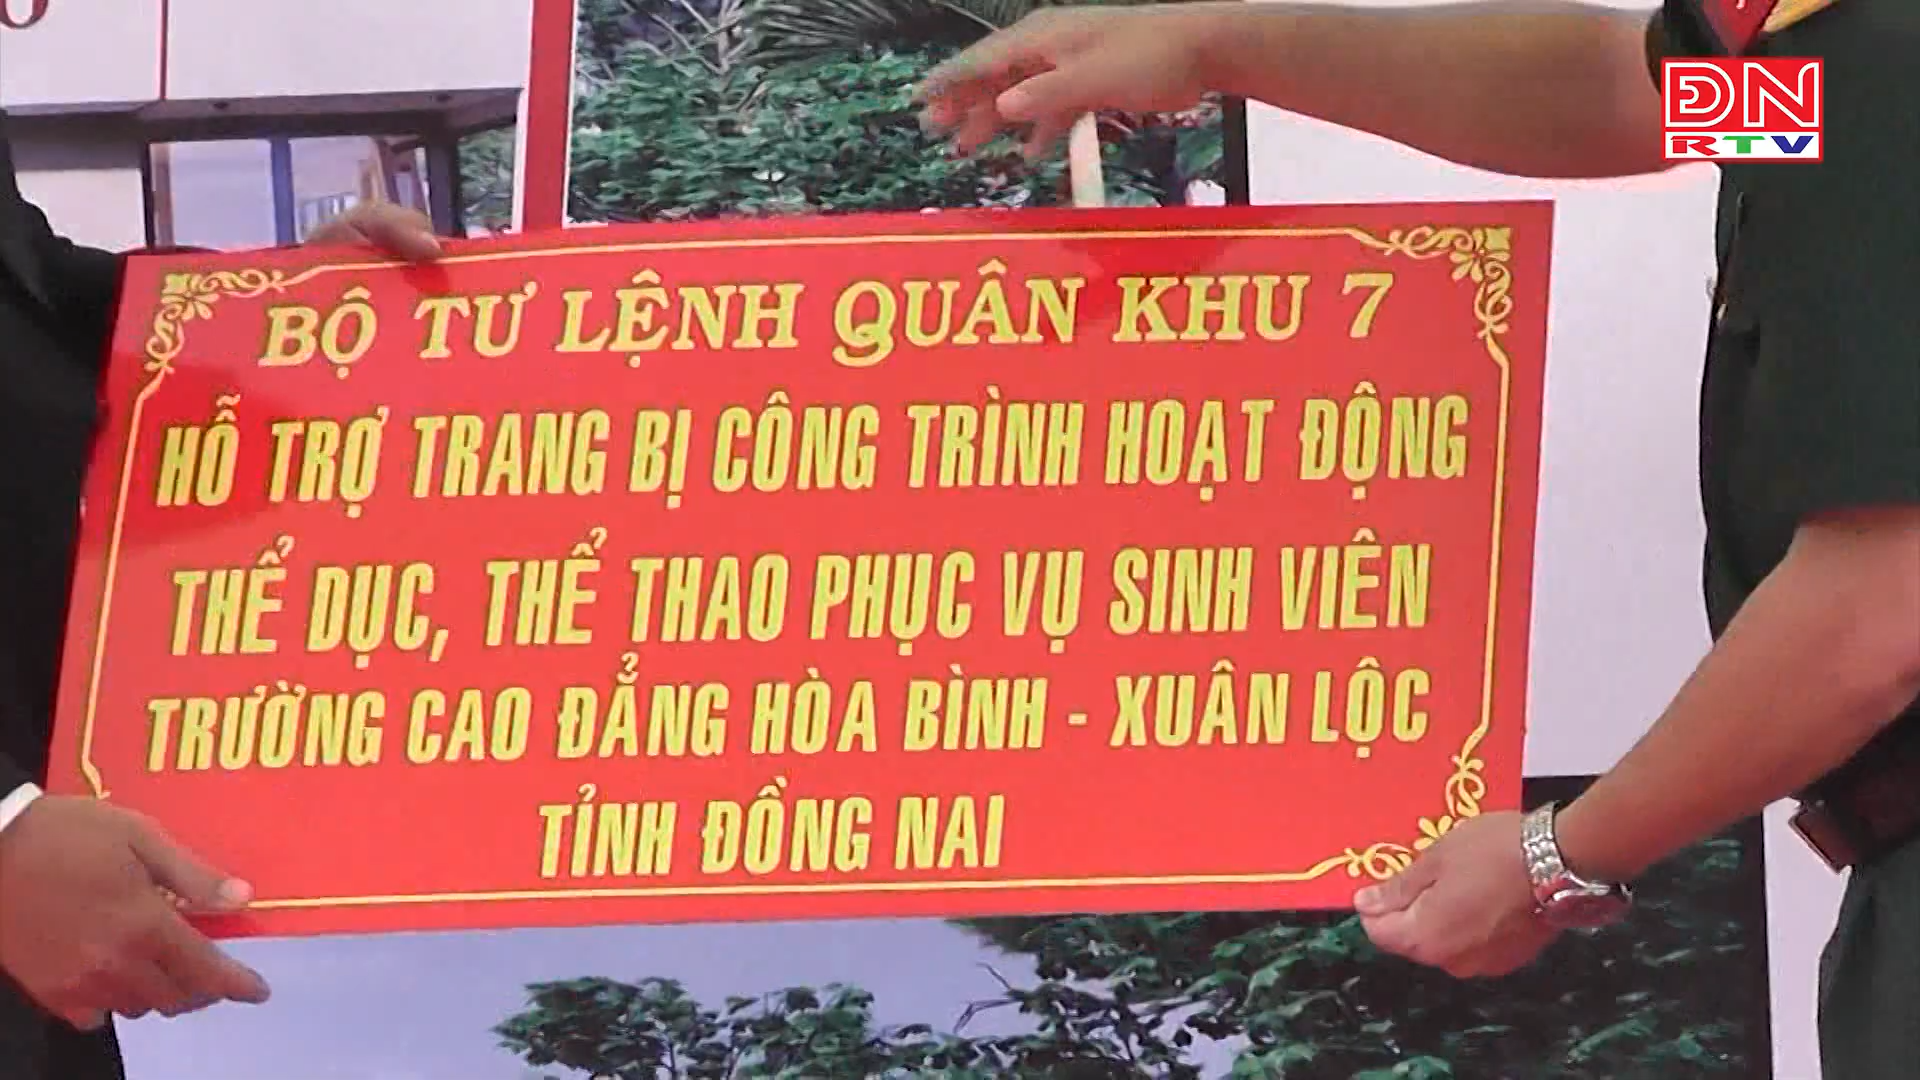 ĐN
RTV
BỘ TƯ LỆNH QUÂN KHU 7
HỖ TRỢ TRANG BỊ CÔNG TRÌNH HOẠT ĐỘNG
THỂ DỤC, THỂ THAO PHỤC VỤ SINH VIÊN
TRƯỜNG CAO ĐẲNG HÒA BÌNH - XUÂN LỘC
TỈNH ĐỒNG NAI